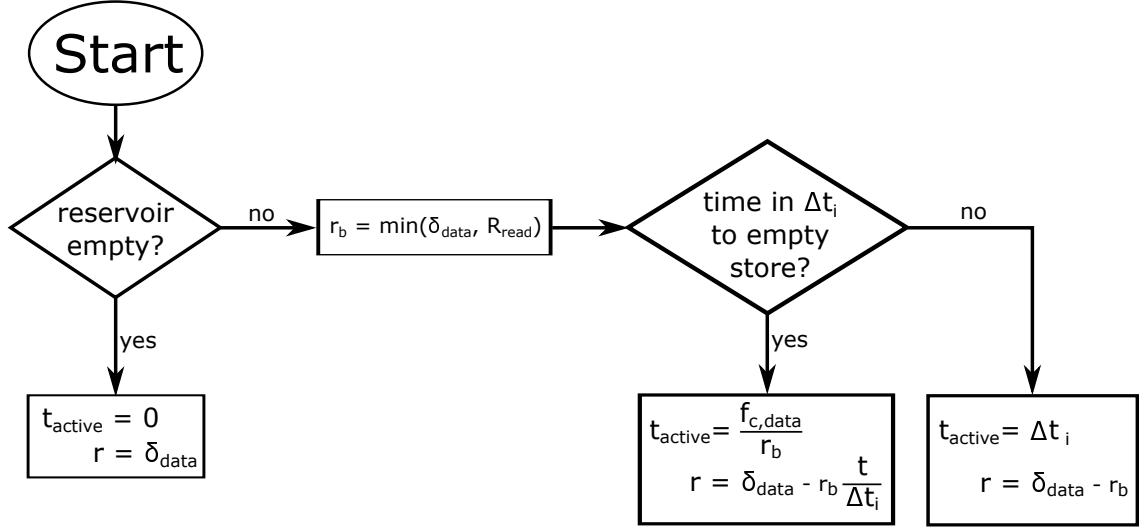 Start
reservoir
empty?
no
r_b = min(δ_data, R_read)
time in Δt_i
to empty
store?
no
yes
t_active = 0
r = δ_data
yes
t_active= f_c,data / r_b
r = δ_data - r_b t / Δt_i
t_active= Δt_i
r = δ_data - r_b